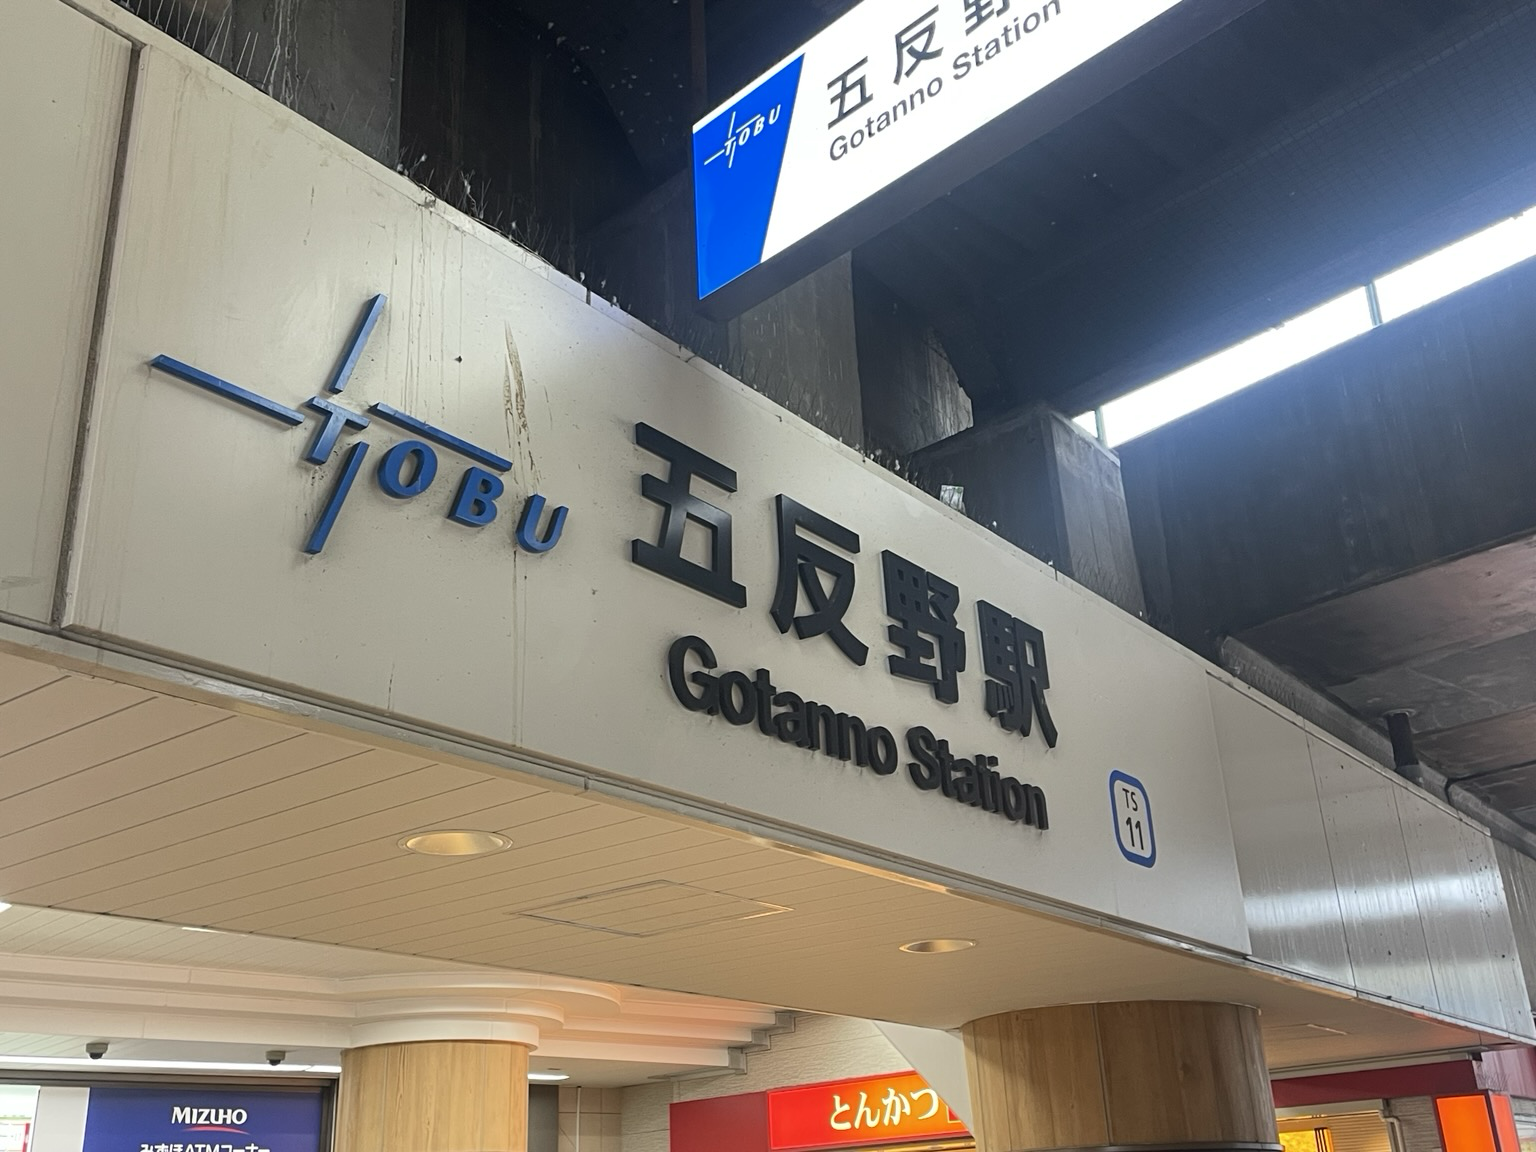 TOBU
五反野
Gotanno Station
TOBU
五反野駅
Gotanno Station
TS
11
MIZUHO
みずほATMコーナー
とんかつ